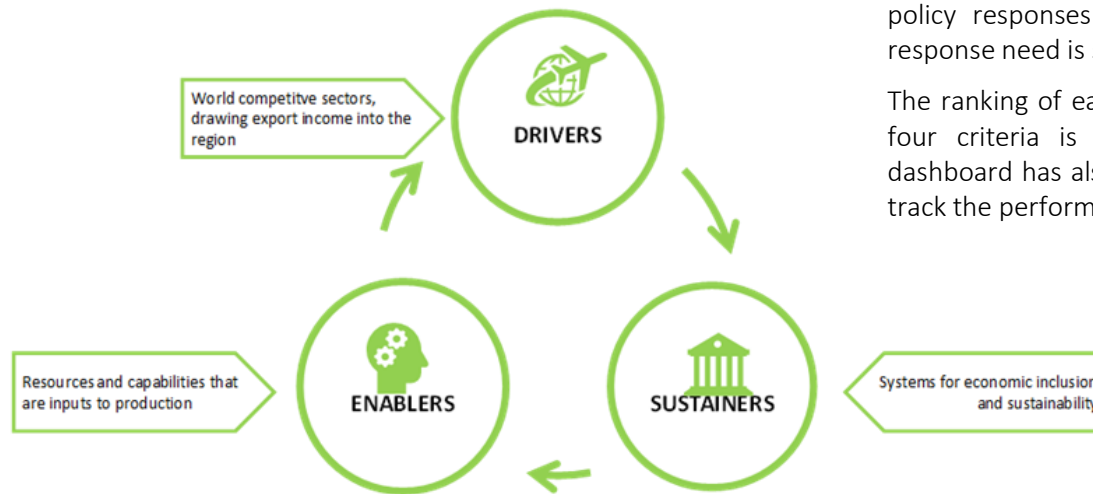 policy responses
response need is
The ranking of ea
four criteria is
dashboard has als
track the perform
World competitve sectors,
drawing export income into the
region
DRIVERS
Resources and capabilities that
are inputs to production
ENABLERS
SUSTAINERS
Systems for economic inclusion
and sustainability